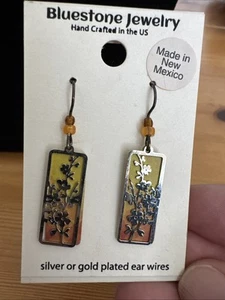 Bluestone Jewelry
Hand Crafted in the US
Made in
New
Mexico
silver or gold plated ear wires